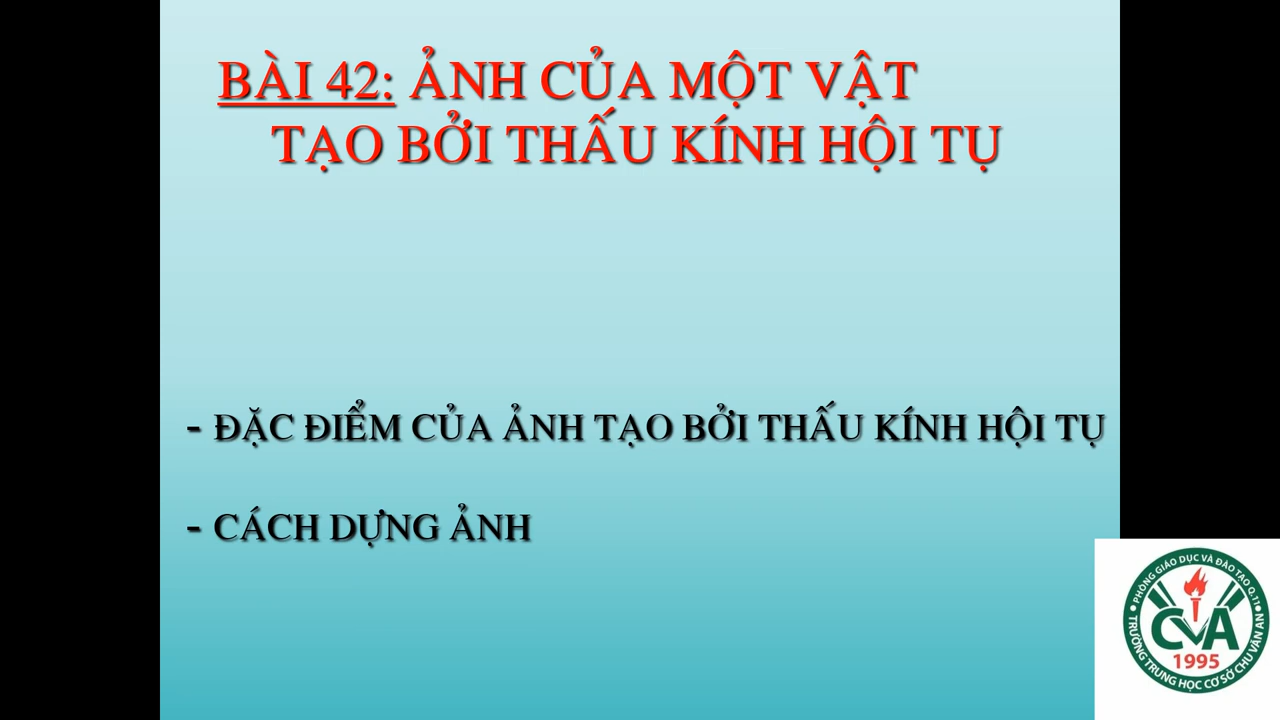 BÀI 42: ẢNH CỦA MỘT VẬT
TẠO BỞI THẤU KÍNH HỘI TỤ
- ĐẶC ĐIỂM CỦA ẢNH TẠO BỞI THẤU KÍNH HỘI TỤ
- CÁCH DỰNG ẢNH
PHÒNG GIÁO DỤC VÀ ĐÀO TẠO Q.11
CVA
1995
TRƯỜNG TRUNG HỌC CƠ SỞ CHU VĂN AN